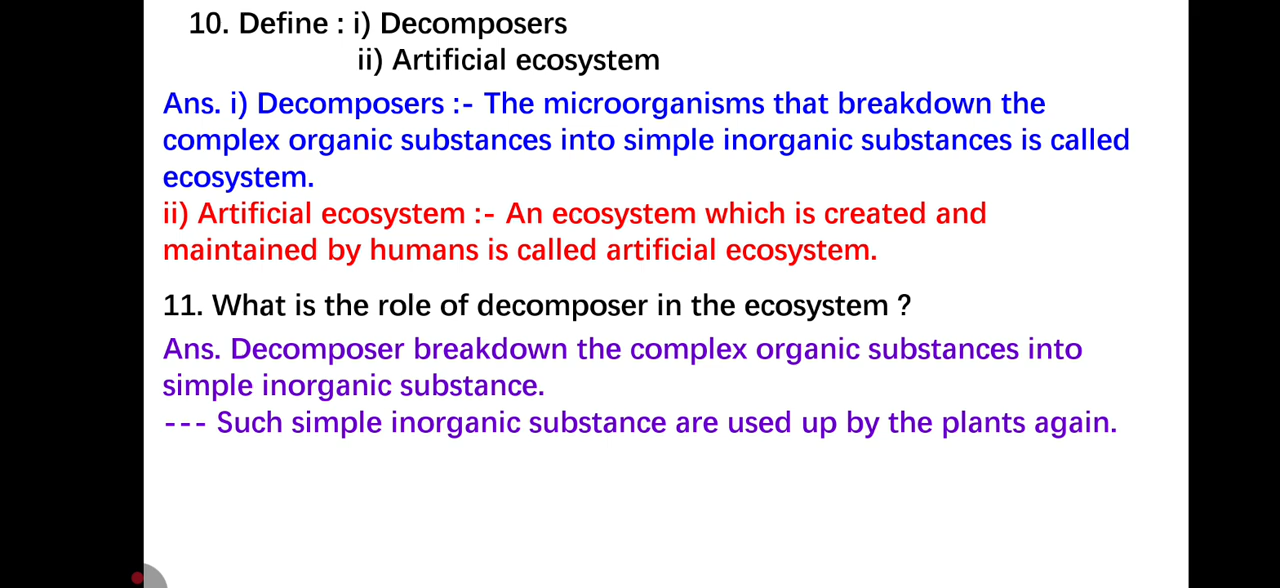 10. Define : i) Decomposers
ii) Artificial ecosystem
Ans. i) Decomposers :- The microorganisms that breakdown the
complex organic substances into simple inorganic substances is called
ecosystem.
ii) Artificial ecosystem :- An ecosystem which is created and
maintained by humans is called artificial ecosystem.
11. What is the role of decomposer in the ecosystem ?
Ans. Decomposer breakdown the complex organic substances into
simple inorganic substance.
--- Such simple inorganic substance are used up by the plants again.